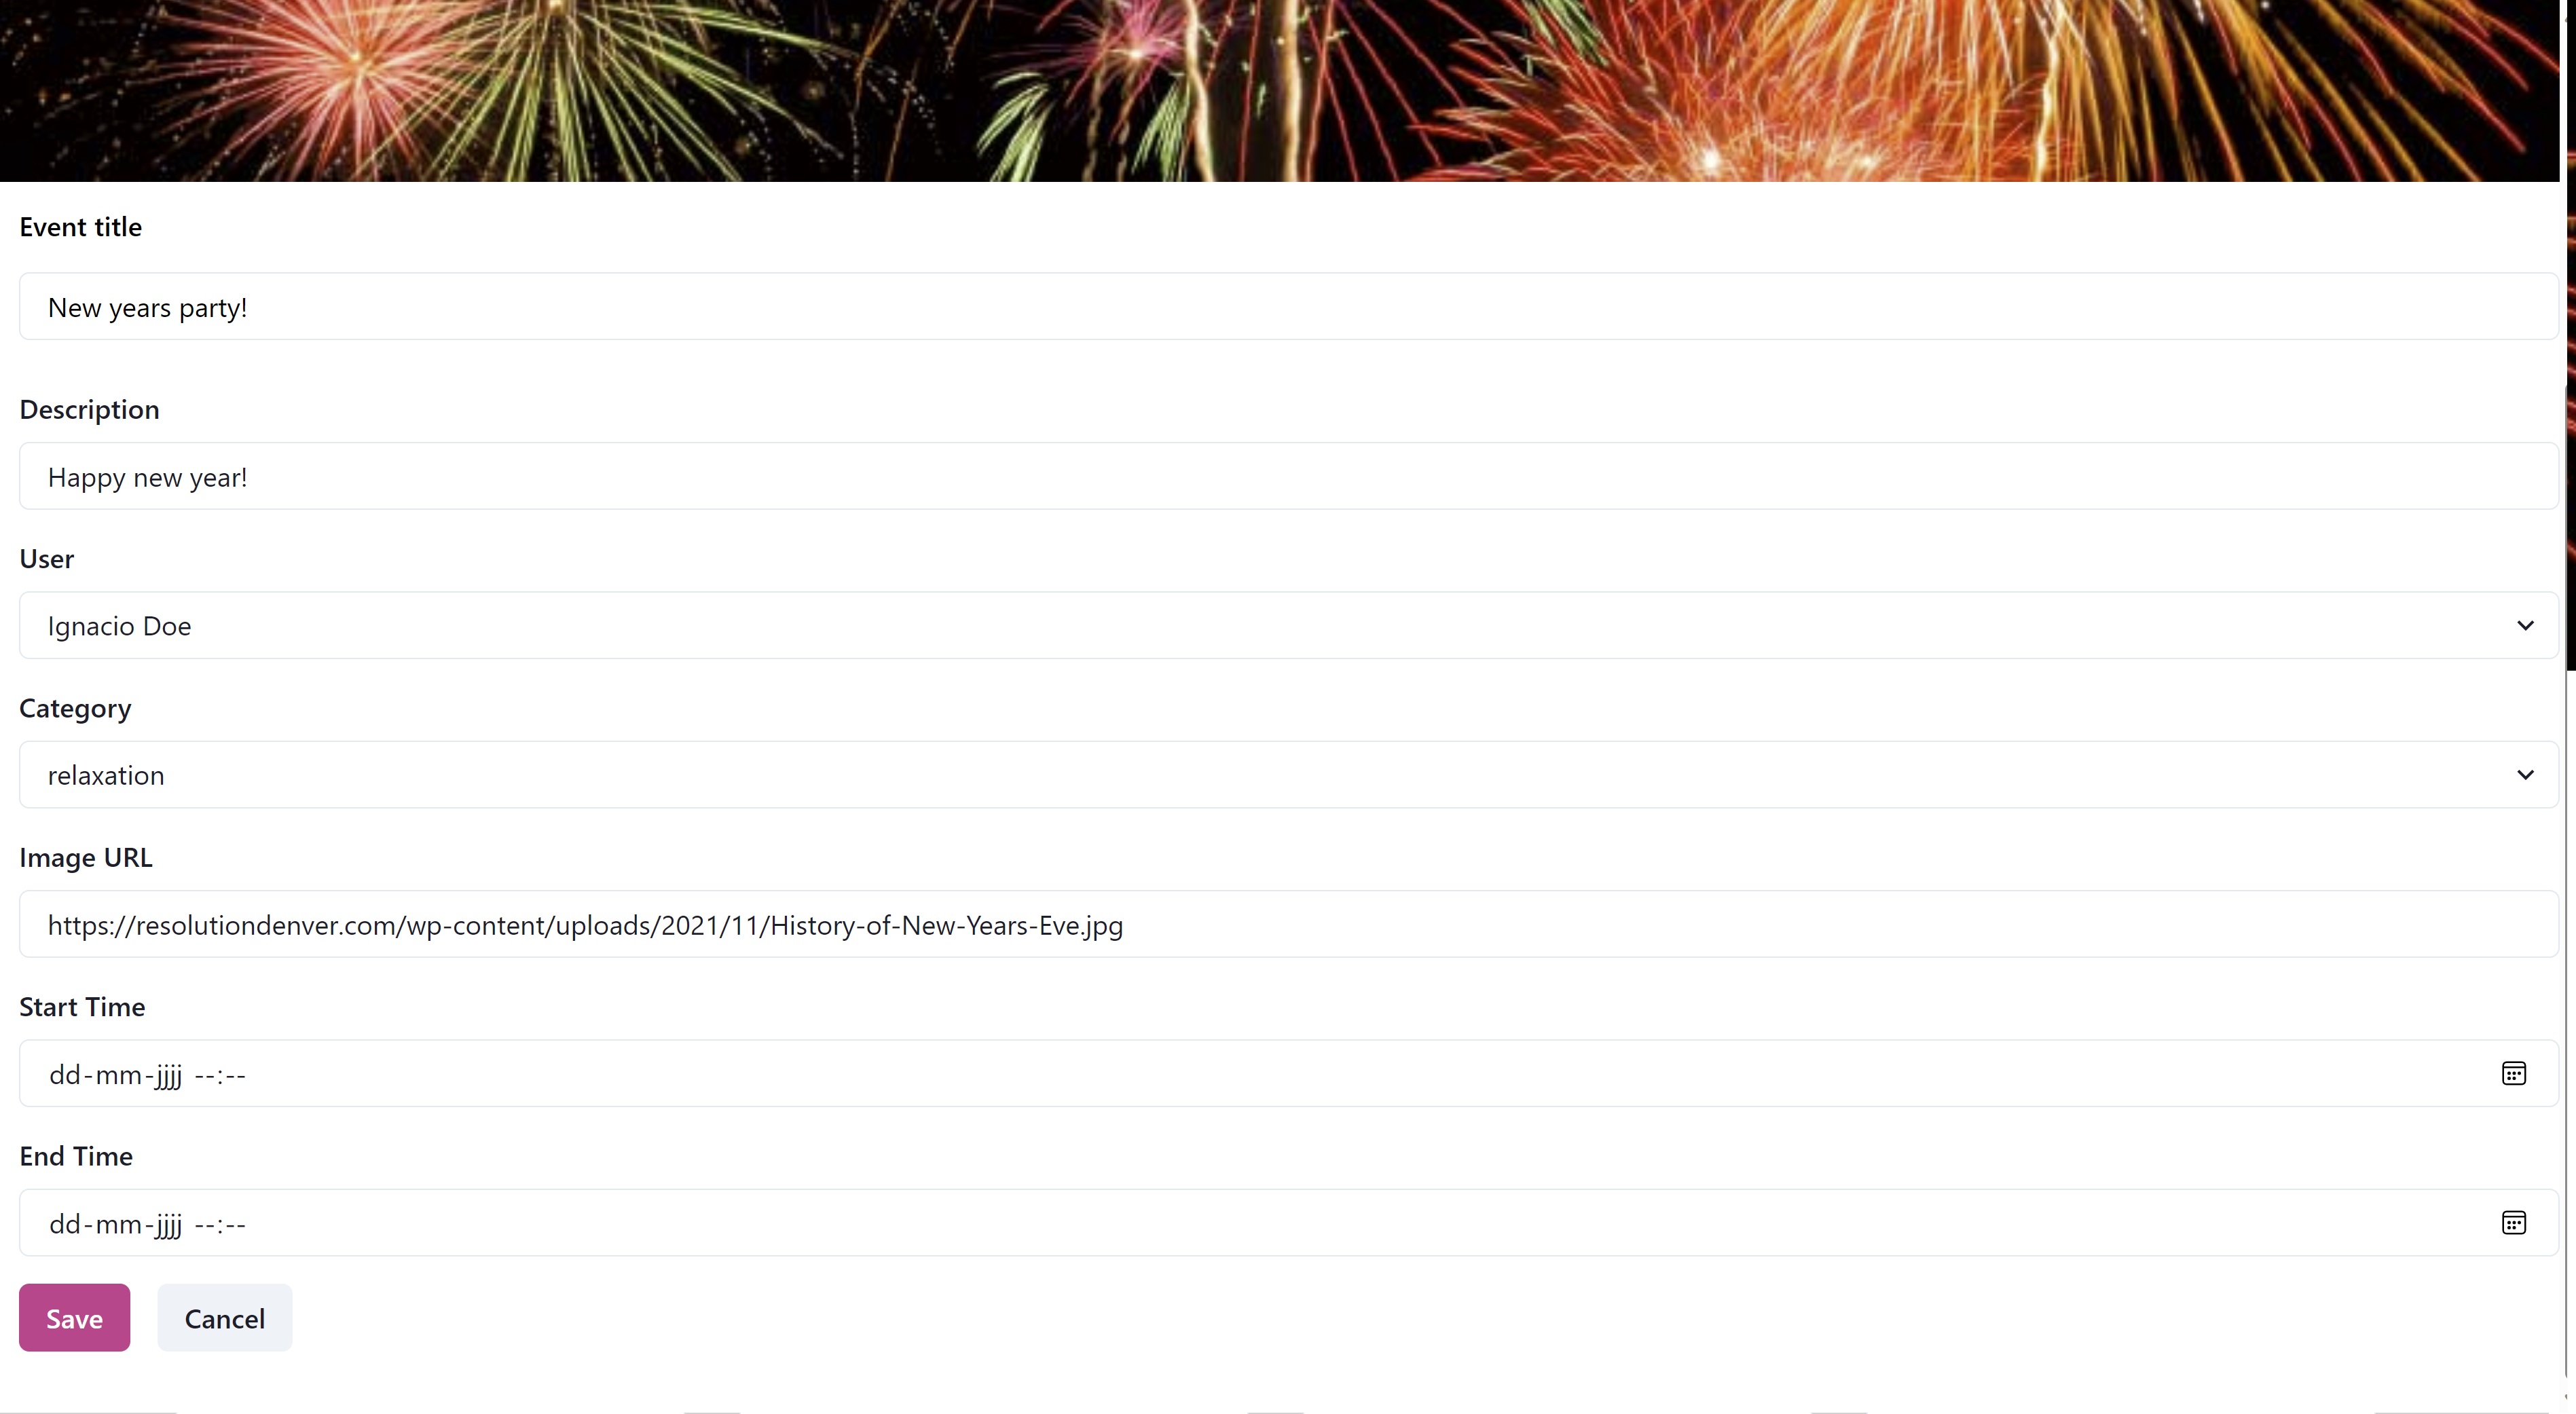 Event title
New years party!
Description
Happy new year!
User
Ignacio Doe
Category
relaxation
Image URL
https://resolutiondenver.com/wp-content/uploads/2021/11/History-of-New-Years-Eve.jpg
Start Time
dd-mm-jjjj --:--
End Time
dd-mm-jjjj --:--
Save Cancel